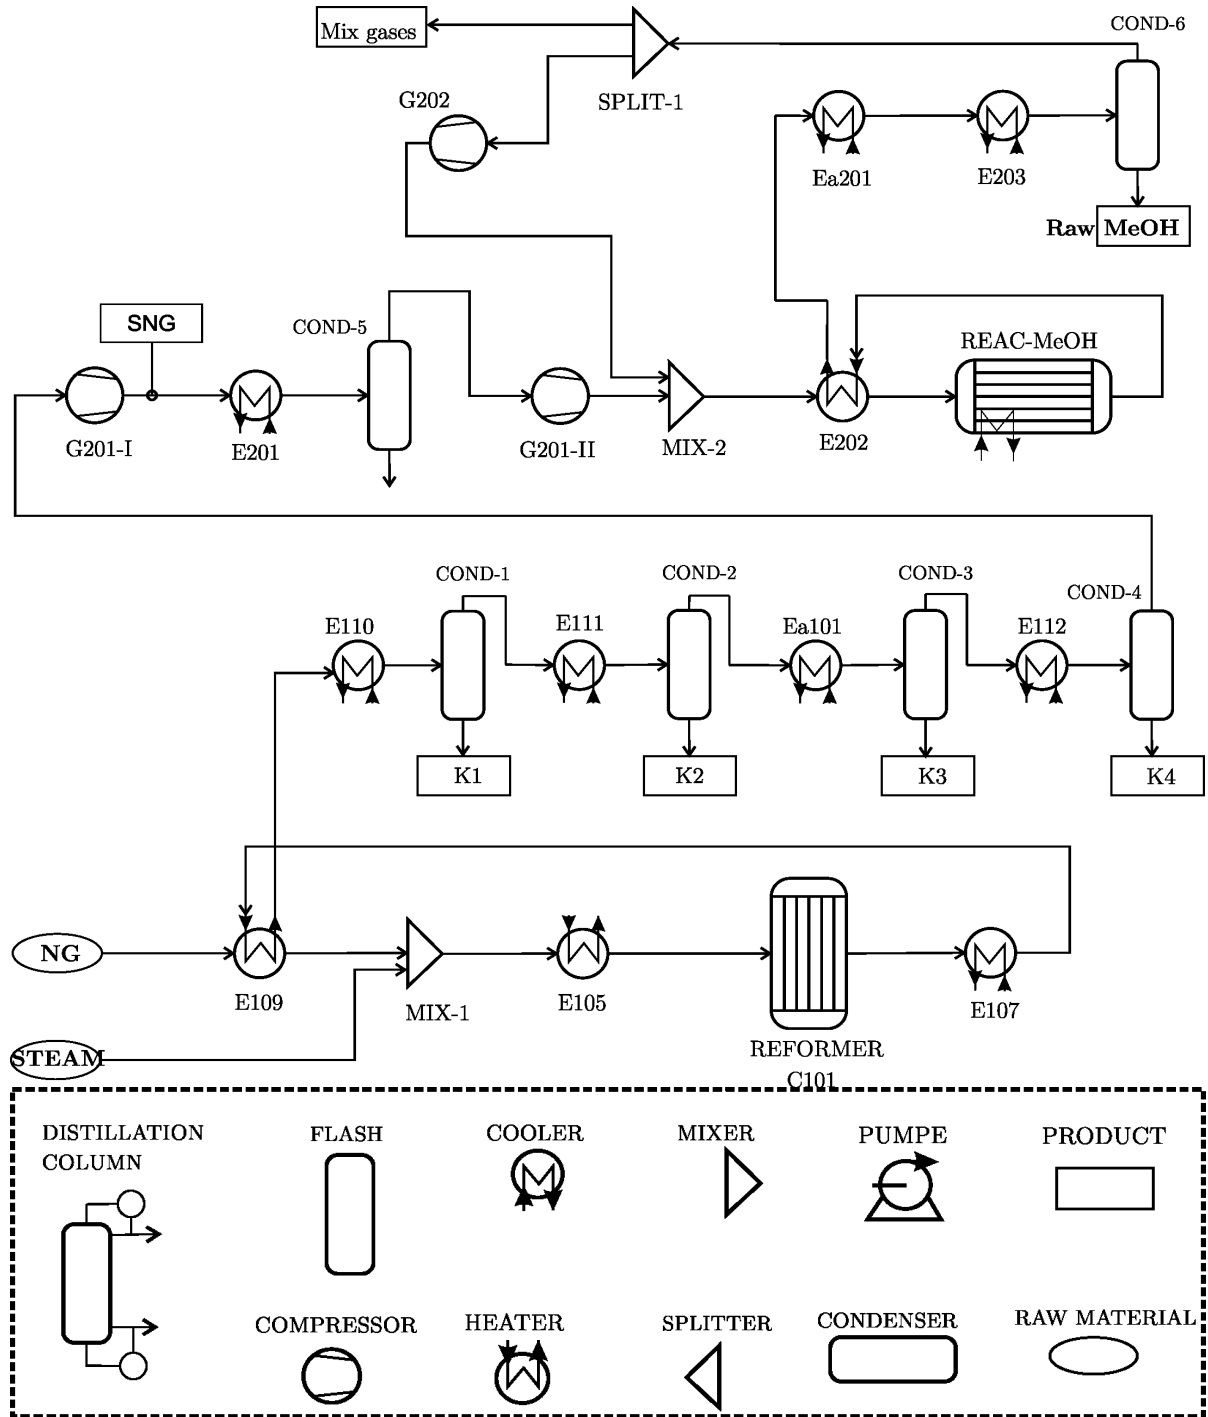 COND-6
Mix gases
G202
SPLIT-1
Ea201
E203
Raw MeOH
SNG
COND-5
REAC-MeOH
G201-I
E201
G201-II
MIX-2
E202
COND-1
COND-2
COND-3
COND-4
E110
E111
Ea101
E112
K1
K2
K3
K4
NG
E109
MIX-1
E105
E107
STEAM
REFORMER
C101
DISTILLATION
COLUMN
FLASH
COOLER
MIXER
PUMPE
PRODUCT
COMPRESSOR
HEATER
SPLITTER
CONDENSER
RAW MATERIAL